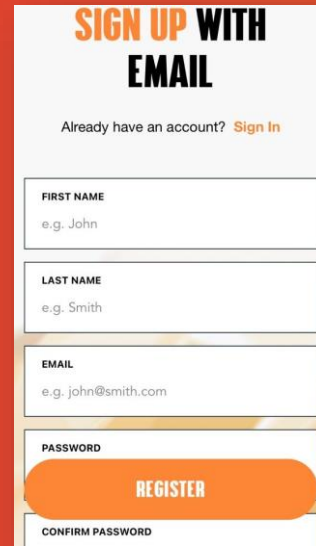 SIGN UP WITH
EMAIL
Already have an account? Sign In
FIRST NAME
e.g. John
LAST NAME
e.g. Smith
EMAIL
e.g. john@smith.com
PASSWORD
REGISTER
CONFIRM PASSWORD